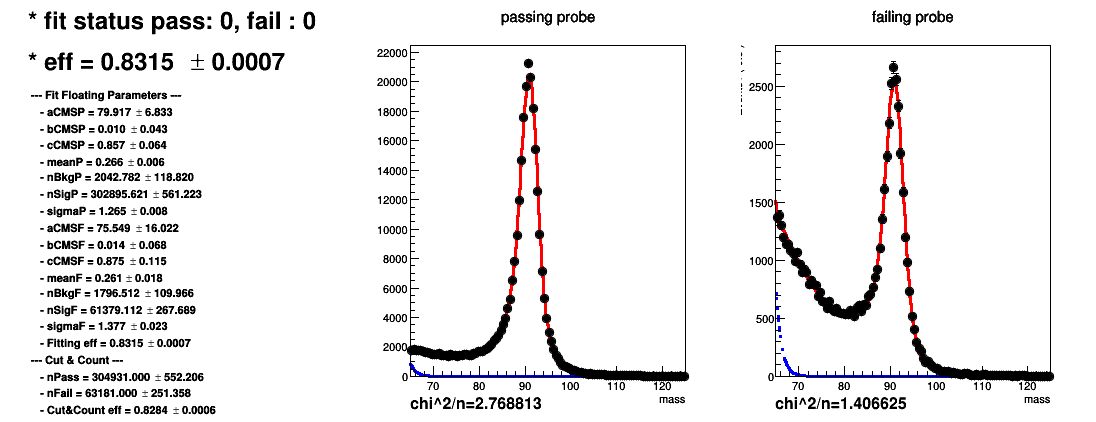 * fit status pass: 0, fail : 0
* eff = 0.8315 ± 0.0007
--- Fit Floating Parameters ---
- aCMSP = 79.917 ± 6.833
- bCMSP = 0.010 ± 0.043
- cCMSP = 0.857 ± 0.064
- meanP = 0.266 ± 0.006
- nBkgP = 2042.782 ± 118.820
- nSigP = 302895.621 ± 561.223
- sigmaP = 1.265 ± 0.008
- aCMSF = 75.549 ± 16.022
- bCMSF = 0.014 ± 0.068
- cCMSF = 0.875 ± 0.115
- meanF = 0.261 ± 0.018
- nBkgF = 1796.512 ± 109.966
- nSigF = 61379.112 ± 267.689
- sigmaF = 1.377 ± 0.023
- Fitting eff = 0.8315 ± 0.0007
--- Cut & Count ---
- nPass = 304931.000 ± 552.206
- nFail = 63181.000 ± 251.358
- Cut&Count eff = 0.8284 ± 0.0006
passing probe
22000
20000
18000
16000
14000
12000
10000
8000
6000
4000
2000
0
70 80 90 100 110 120
mass
chi^2/n=2.768813
failing probe
2500
2000
1500
1000
500
0
70 80 90 100 110 120
mass
chi^2/n=1.406625